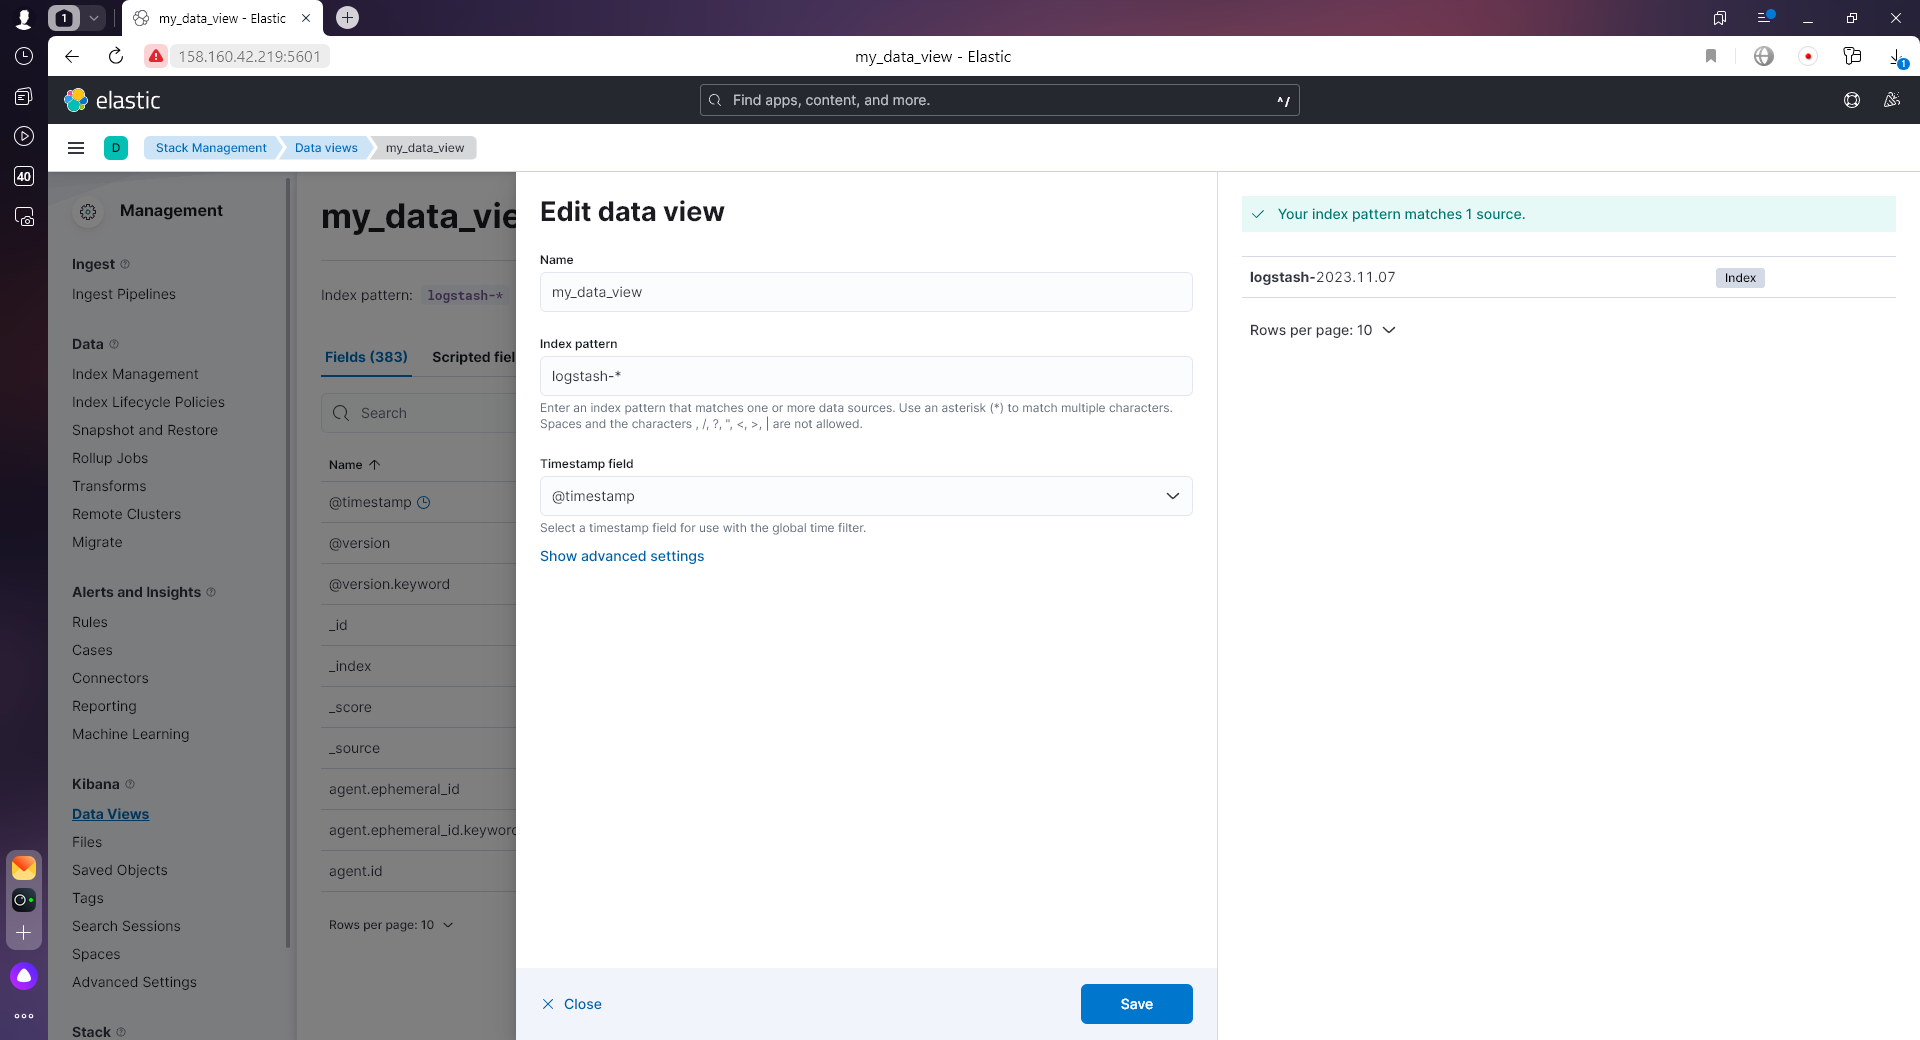 1
my_data_view - Elastic
158.160.42.219:5601
my_data_view - Elastic
1
elastic
Find apps, content, and more.
^/
D
Stack Management
Data views
my_data_view
40
Management
Ingest
Ingest Pipelines
Data
Index Management
Index Lifecycle Policies
Snapshot and Restore
Rollup Jobs
Transforms
Remote Clusters
Migrate
Alerts and Insights
Rules
Cases
Connectors
Reporting
Machine Learning
Kibana
Data Views
Files
Saved Objects
Tags
Search Sessions
Spaces
Advanced Settings
Stack
my_data_vie
Index pattern: logstash-*
Fields (383)
Scripted fiel
Search
Name
@timestamp
@version
@version.keyword
_id
_index
_score
_source
agent.ephemeral_id
agent.ephemeral_id.keyword
agent.id
Rows per page: 10
Edit data view
Name
my_data_view
Index pattern
logstash-*
Enter an index pattern that matches one or more data sources. Use an asterisk (*) to match multiple characters.
Spaces and the characters , /, ?, ", <, >, | are not allowed.
Timestamp field
@timestamp
Select a timestamp field for use with the global time filter.
Show advanced settings
Close
Save
Your index pattern matches 1 source.
logstash-2023.11.07
Index
Rows per page: 10